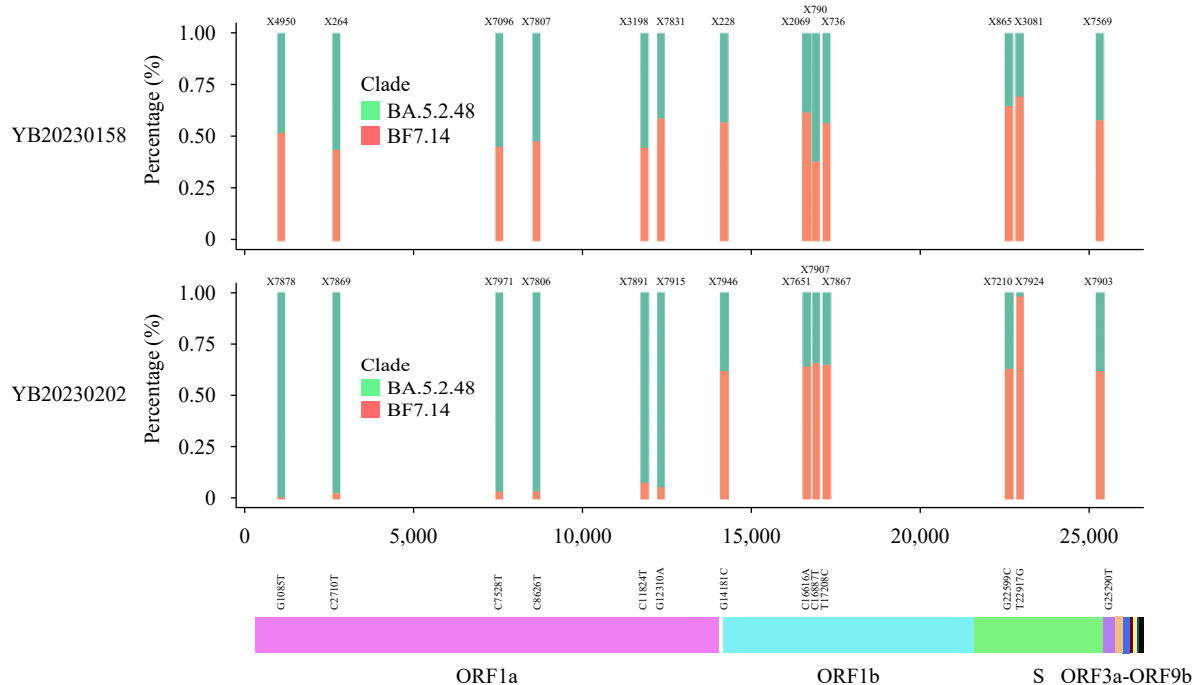 X790
X4950 X264 X7096 X7807 X3198 X7831 X228 X2069 X736 X865 X3081 X7569
YB20230158
Percentage (%)
1.00
0.75
0.50
0.25
0
Clade
BA.5.2.48
BF7.14
X7907
X7878 X7869 X7971 X7806 X7891 X7915 X7946 X7651 X7867 X7210 X7924 X7903
YB20230202
Percentage (%)
1.00
0.75
0.50
0.25
0
Clade
BA.5.2.48
BF7.14
0 5,000 10,000 15,000 20,000 25,000
G1085T
C2710T
C7528T
C8626T
C11824T
G12310A
G14181C
C16616A
C16887T
T17208C
G22599C
T22917G
G25290T
ORF1a ORF1b S ORF3a-ORF9b